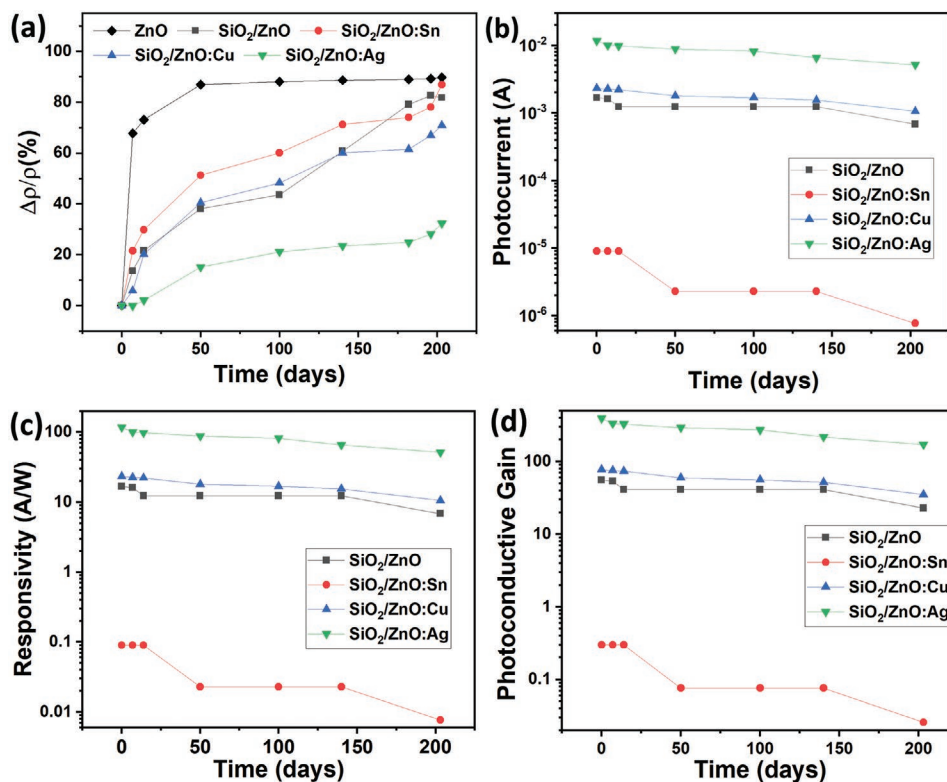 (a)
ZnO SiO₂/ZnO SiO₂/ZnO:Sn
SiO₂/ZnO:Cu SiO₂/ZnO:Ag
Δρ/ρ(%)
100
80
60
40
20
0
0 50 100 150 200
Time (days)
(b)
Photocurrent (A)
10⁻²
10⁻³
10⁻⁴
10⁻⁵
10⁻⁶
SiO₂/ZnO
SiO₂/ZnO:Sn
SiO₂/ZnO:Cu
SiO₂/ZnO:Ag
0 50 100 150 200
Time (days)
(c)
Responsivity (A/W)
100
10
1
0.1
0.01
SiO₂/ZnO
SiO₂/ZnO:Sn
SiO₂/ZnO:Cu
SiO₂/ZnO:Ag
0 50 100 150 200
Time (days)
(d)
Photoconductive Gain
100
10
1
0.1
SiO₂/ZnO
SiO₂/ZnO:Sn
SiO₂/ZnO:Cu
SiO₂/ZnO:Ag
0 50 100 150 200
Time (days)